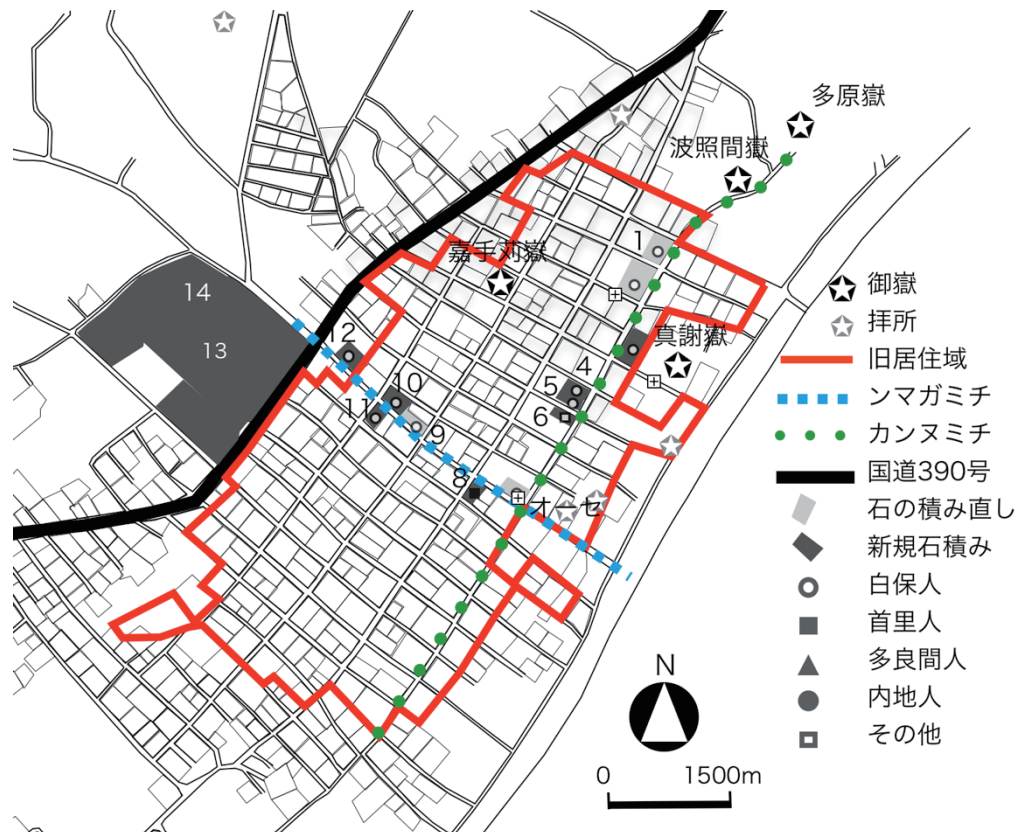 多原嶽
波照間嶽
1
嘉手苅嶽
14
13
真謝嶽
12
4
5
10
6
11
9
8
オーセ
御嶽
拝所
旧居住域
ンマガミチ
カンヌミチ
国道390号
石の積み直し
新規石積み
白保人
首里人
多良間人
内地人
その他
N
0 1500m